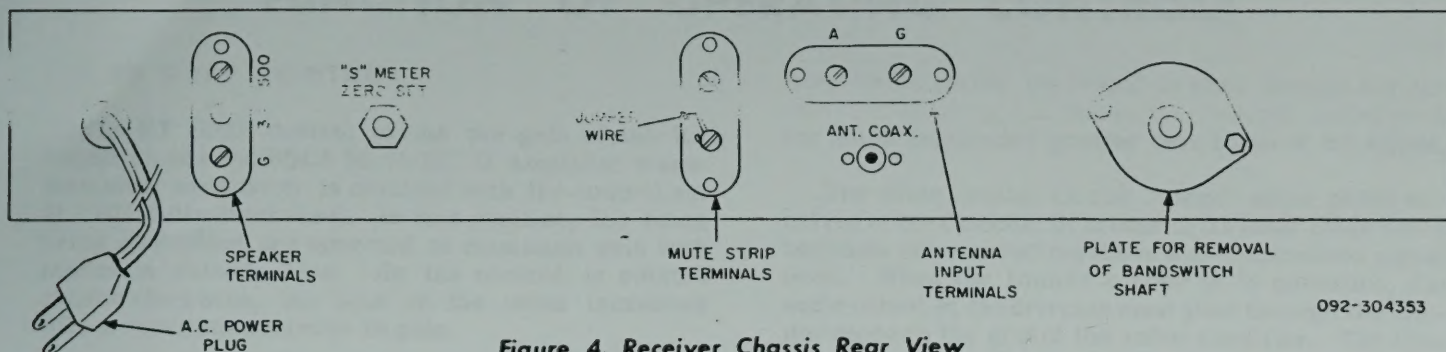 500
3.2
G
"S" METER
ZERO SET
SPEAKER
TERMINALS
A.C. POWER
PLUG
JUMPER
WIRE
MUTE STRIP
TERMINALS
A G
ANT. COAX.
ANTENNA
INPUT
TERMINALS
PLATE FOR REMOVAL
OF BANDSWITCH
SHAFT
092-304353
Figure 4. Receiver Chassis Rear View